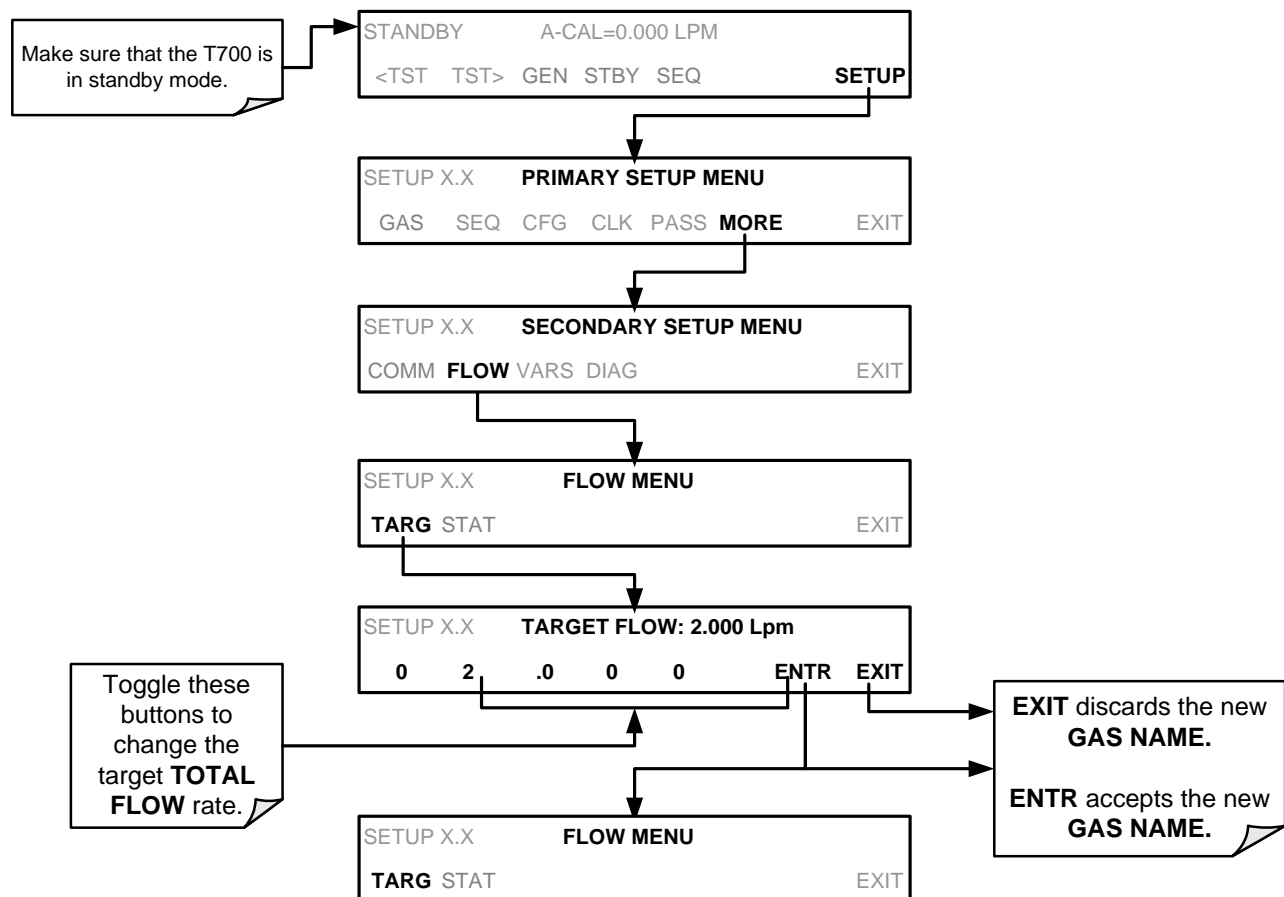 Make sure that the T700 is
in standby mode.
STANDBY A-CAL=0.000 LPM
<TST TST> GEN STBY SEQ SETUP
SETUP X.X PRIMARY SETUP MENU
GAS SEQ CFG CLK PASS MORE EXIT
SETUP X.X SECONDARY SETUP MENU
COMM FLOW VARS DIAG EXIT
SETUP X.X FLOW MENU
TARG STAT EXIT
SETUP X.X TARGET FLOW: 2.000 Lpm
0 2 .0 0 0 ENTR EXIT
Toggle these
buttons to
change the
target TOTAL
FLOW rate.
EXIT discards the new
GAS NAME.
ENTR accepts the new
GAS NAME.
SETUP X.X FLOW MENU
TARG STAT EXIT